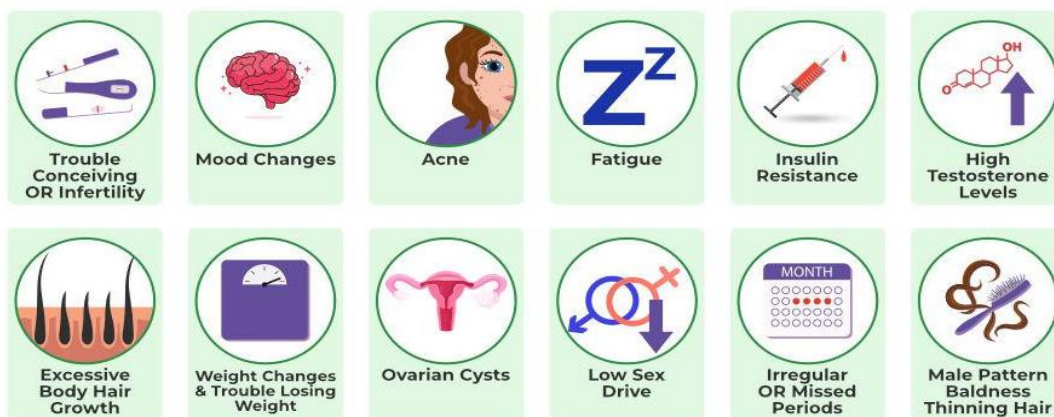 Z Z
OH
O
Trouble
Conceiving
OR Infertility
Mood Changes
Acne
Fatigue
Insulin
Resistance
High
Testosterone
Levels
MONTH
Excessive
Body Hair
Growth
Weight Changes
& Trouble Losing
Weight
Ovarian Cysts
Low Sex
Drive
Irregular
OR Missed
Periods
Male Pattern
Baldness
Thinning Hair